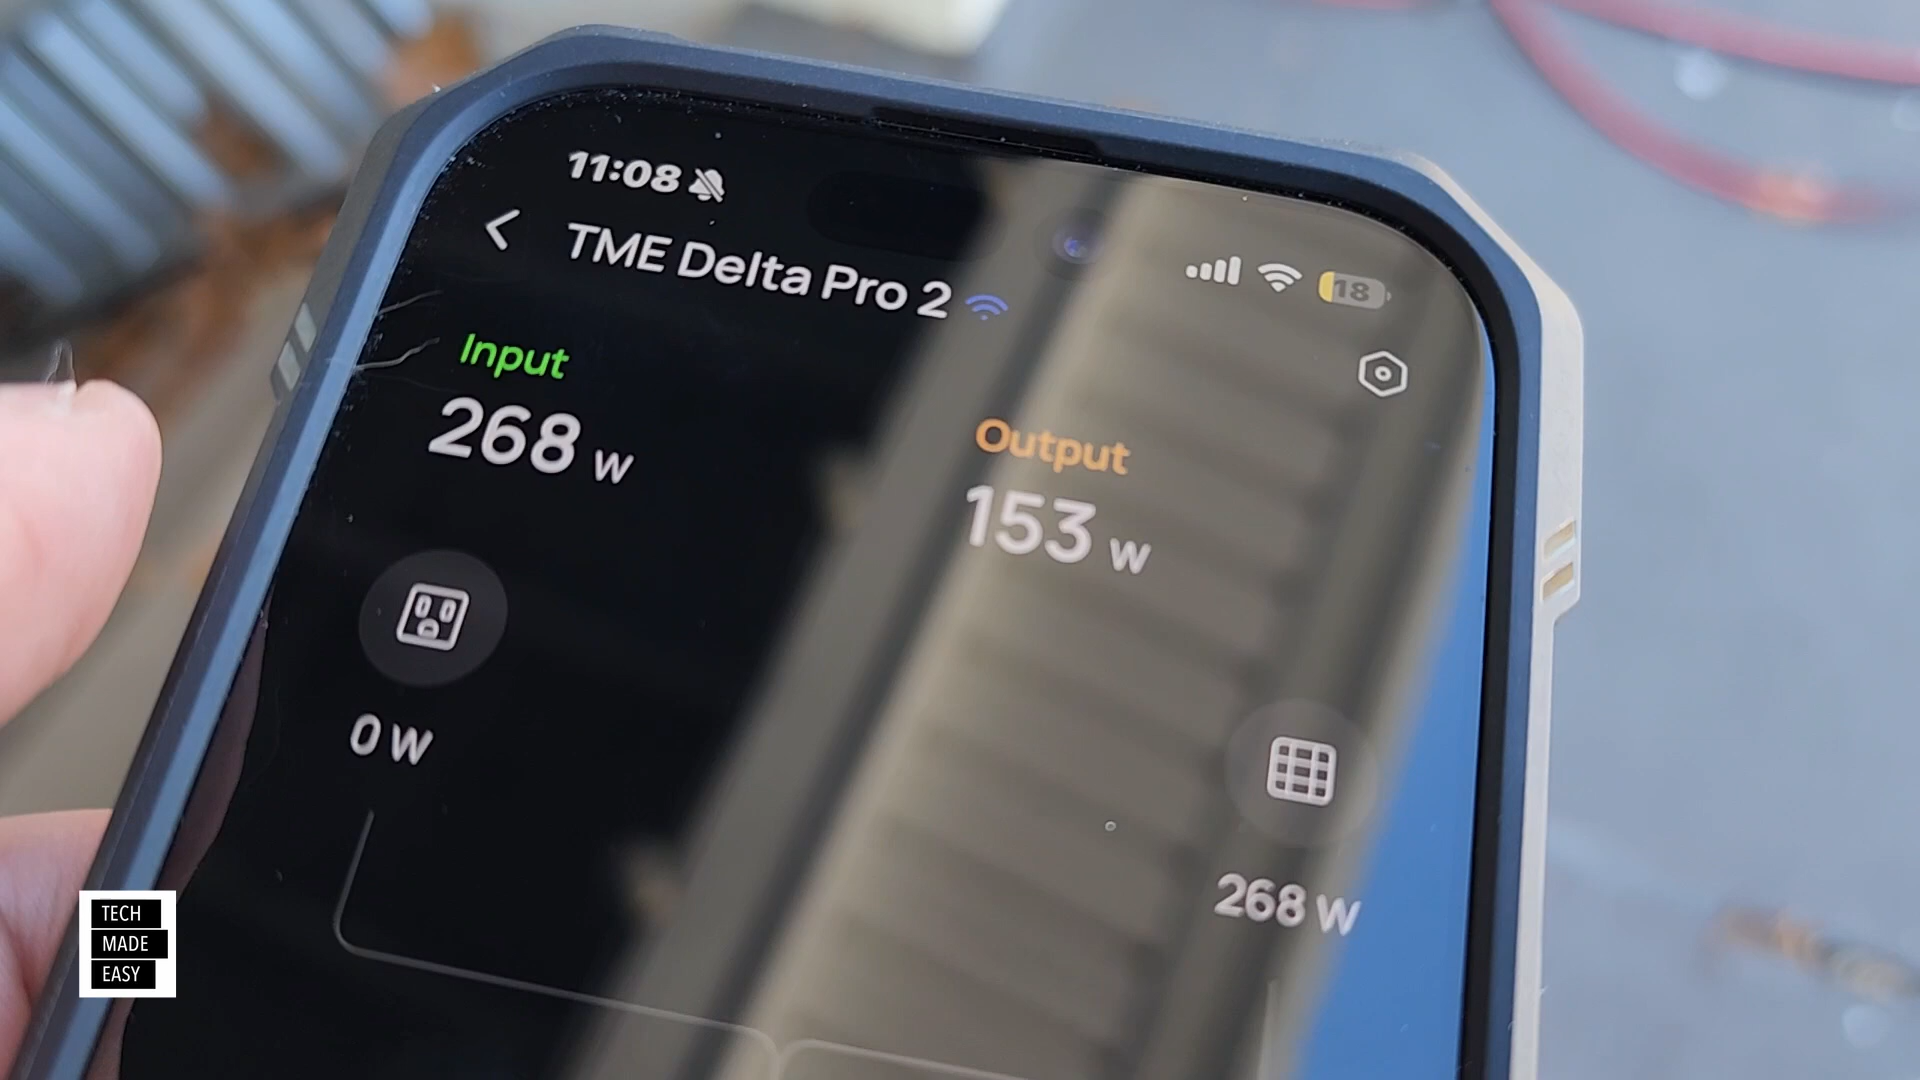 11:08
18
TME Delta Pro 2
Input
268 W
Output
153 W
0 W
268 W
TECH
MADE
EASY